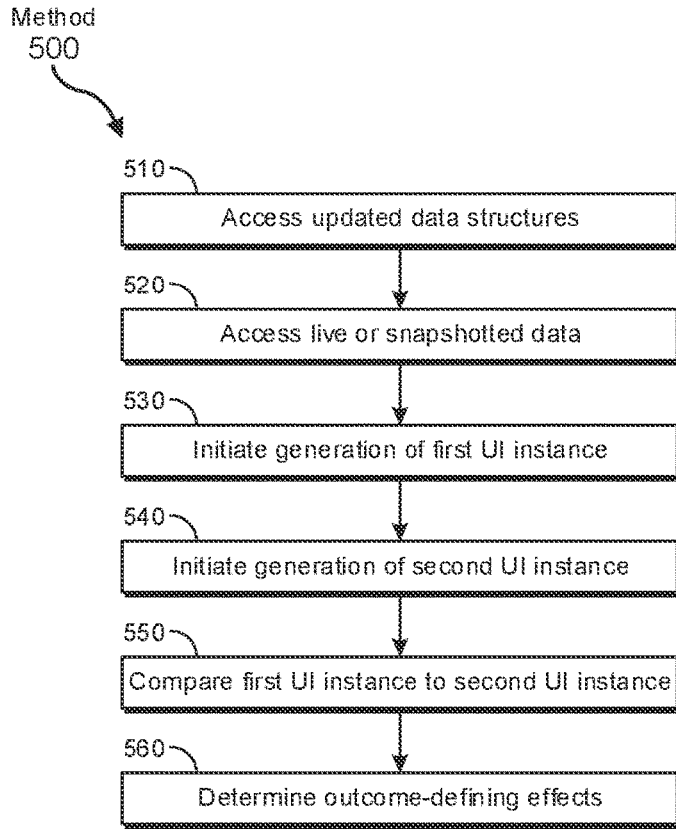 Method
500
510
Access updated data structures
520
Access live or snapshotted data
530
Initiate generation of first UI instance
540
Initiate generation of second UI instance
550
Compare first UI instance to second UI instance
560
Determine outcome-defining effects